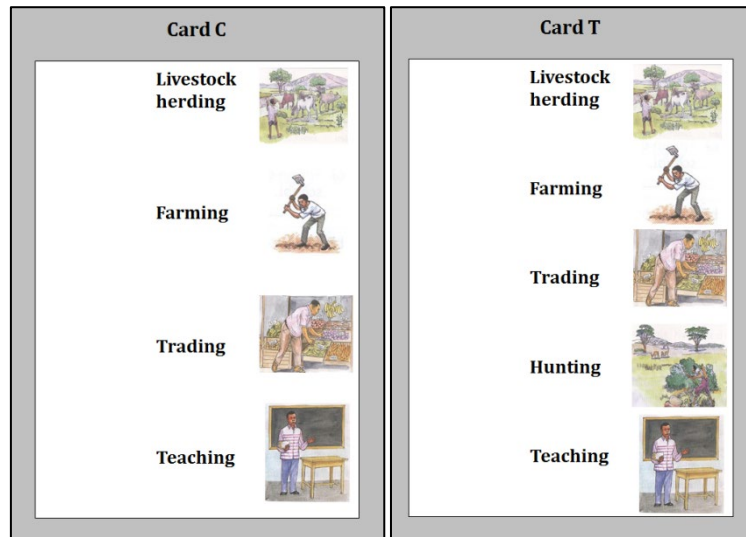 Card C
Livestock
herding
Farming
Trading
Teaching
Card T
Livestock
herding
Farming
Trading
Hunting
Teaching